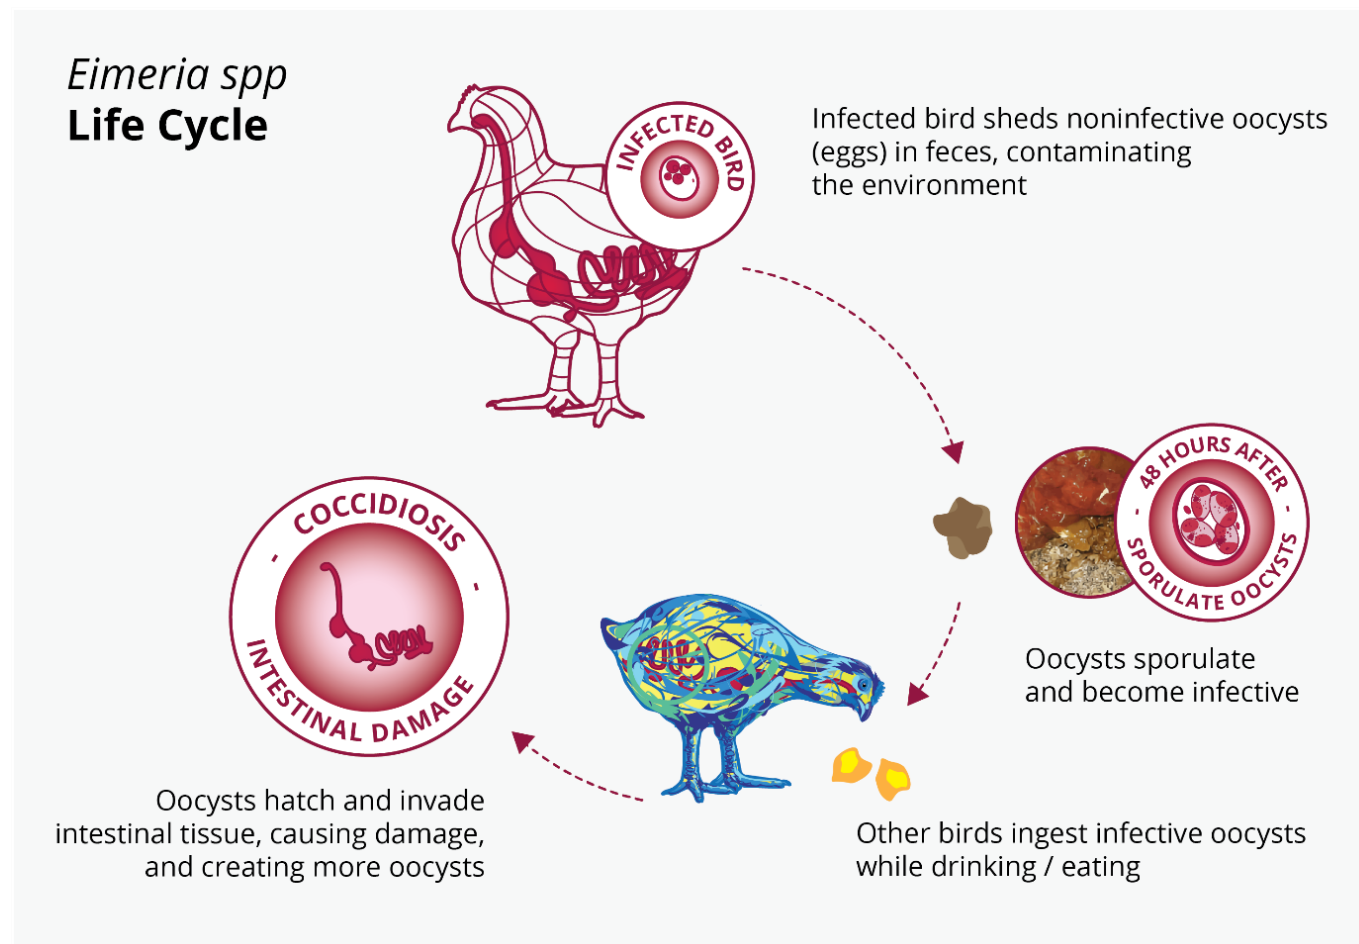 Eimeria spp
Life Cycle
INFECTED BIRD
Infected bird sheds noninfective oocysts
(eggs) in feces, contaminating
the environment
- 48 HOURS AFTER -
SPORULATE OOCYSTS
Oocysts sporulate
and become infective
Other birds ingest infective oocysts
while drinking / eating
- COCCIDIOSIS -
INTESTINAL DAMAGE
Oocysts hatch and invade
intestinal tissue, causing damage,
and creating more oocysts